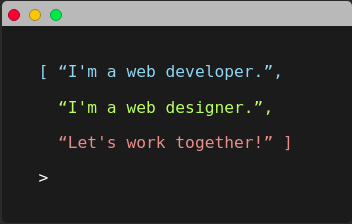 [ “I'm a web developer.”,
“I'm a web designer.”,
“Let's work together!” ]
>